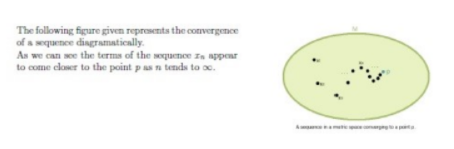 The following figure given represents the convergence
of a sequence diagramatically.
As we can see the terms of the sequence xₙ appear
to come closer to the point p as n tends to ∞.
M
A sequence in a metric space converging to a point p.